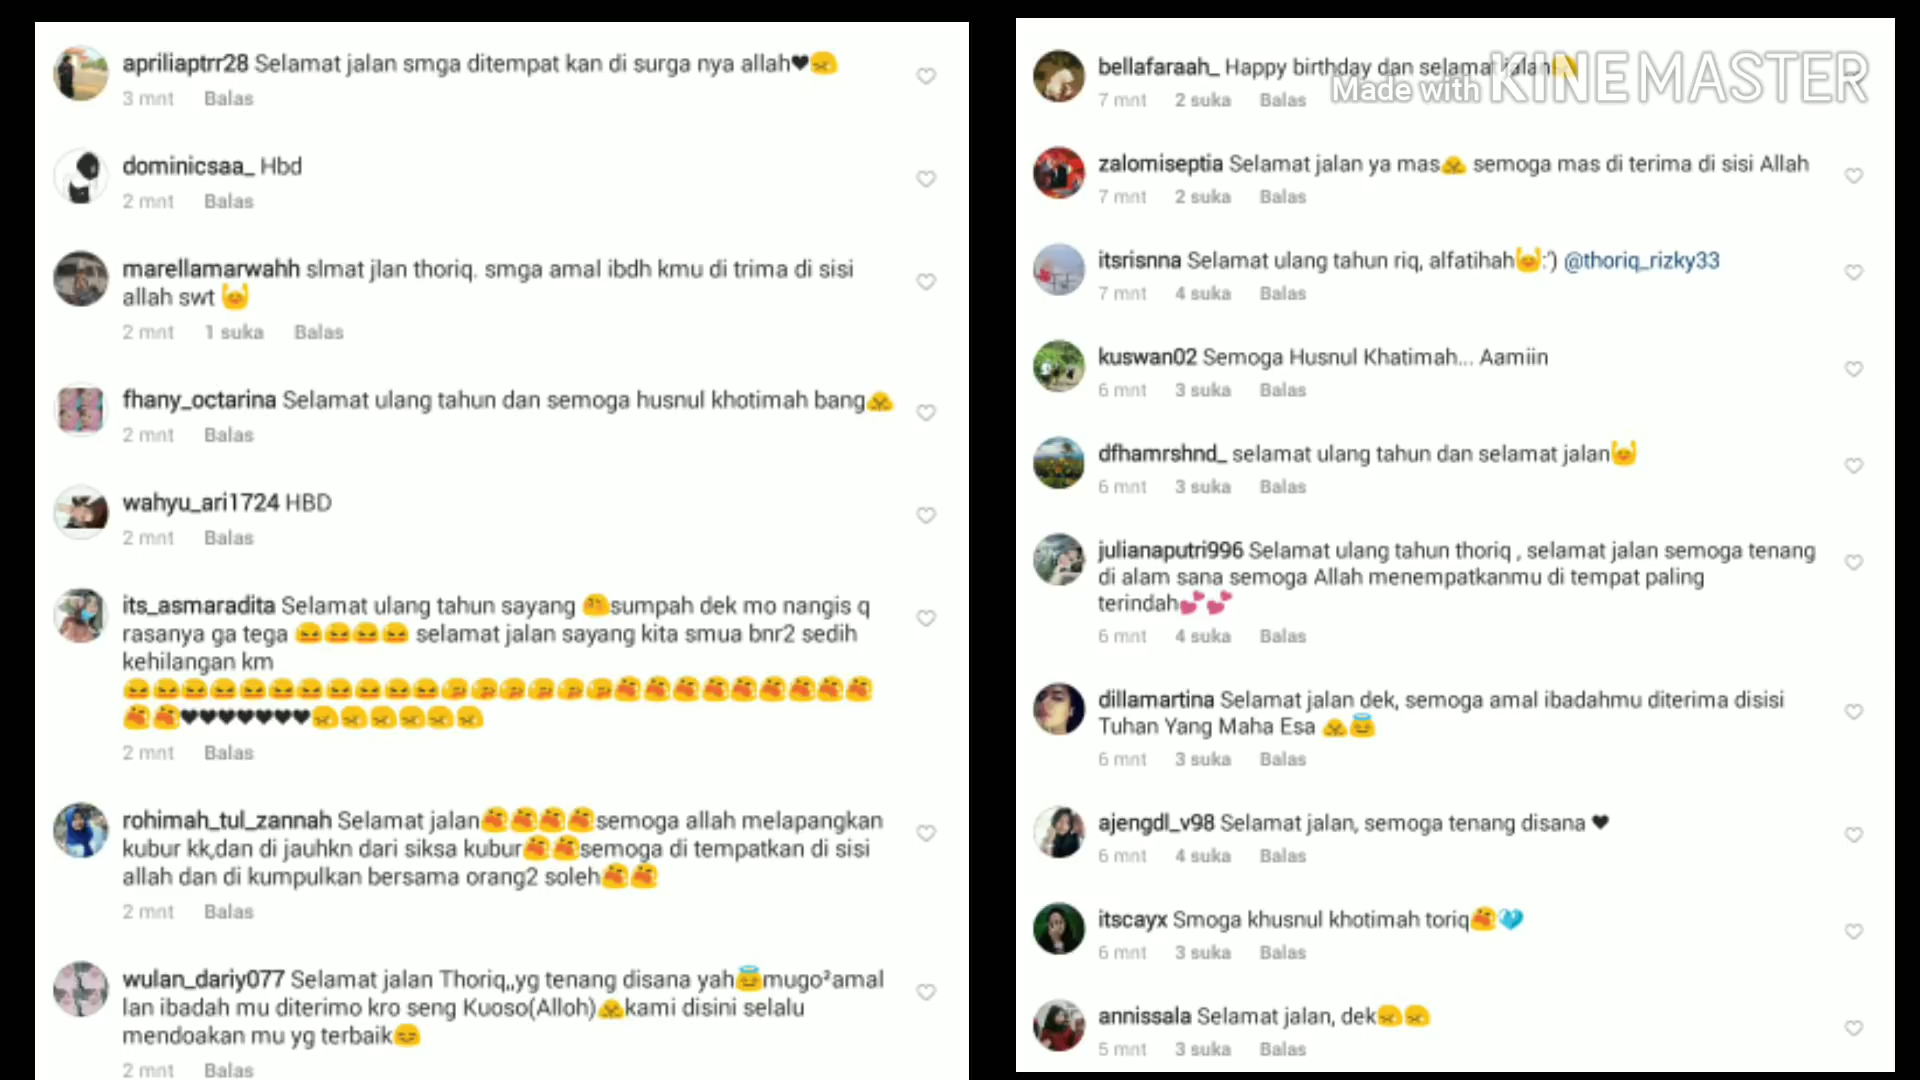 apriliaptrr28 Selamat jalan smga ditempat kan di surga nya allah🖤😢
3 mnt Balas
dominicsaa_ Hbd
2 mnt Balas
marellamarwahh slmat jlan thoriq. smga amal ibdh kmu di trima di sisi
allah swt
2 mnt 1 suka Balas
fhany_octarina Selamat ulang tahun dan semoga husnul khotimah bang
2 mnt Balas
wahyu_ari1724 HBD
2 mnt Balas
its_asmaradita Selamat ulang tahun sayang sumpah dek mo nangis q
rasanya ga tega selamat jalan sayang kita smua bnr2 sedih
kehilangan km
2 mnt Balas
rohimah_tul_zannah Selamat jalan semoga allah melapangkan
kubur kk,dan di jauhkn dari siksa kubur semoga di tempatkan di sisi
allah dan di kumpulkan bersama orang2 soleh
2 mnt Balas
wulan_dariy077 Selamat jalan Thoriq,,yg tenang disana yah mugo²amal
lan ibadah mu diterimo kro seng Kuoso(Alloh) kami disini selalu
mendoakan mu yg terbaik
2 mnt Balas
bellafaraah_ Happy birthday dan selamat jalan
7 mnt 2 suka Balas
Made with KINEMASTER
zalomiseptia Selamat jalan ya mas semoga mas di terima di sisi Allah
7 mnt 2 suka Balas
itsrisnna Selamat ulang tahun riq, alfatihah :') @thoriq_rizky33
7 mnt 4 suka Balas
kuswan02 Semoga Husnul Khatimah... Aamiin
6 mnt 3 suka Balas
dfhamrshnd_ selamat ulang tahun dan selamat jalan
6 mnt 3 suka Balas
julianaputri996 Selamat ulang tahun thoriq , selamat jalan semoga tenang
di alam sana semoga Allah menempatkanmu di tempat paling
terindah💕💕
6 mnt 4 suka Balas
dillamartina Selamat jalan dek, semoga amal ibadahmu diterima disisi
Tuhan Yang Maha Esa
6 mnt 3 suka Balas
ajengdl_v98 Selamat jalan, semoga tenang disana 🖤
6 mnt 4 suka Balas
itscayx Smoga khusnul khotimah toriq
6 mnt 3 suka Balas
annissala Selamat jalan, dek
5 mnt 3 suka Balas